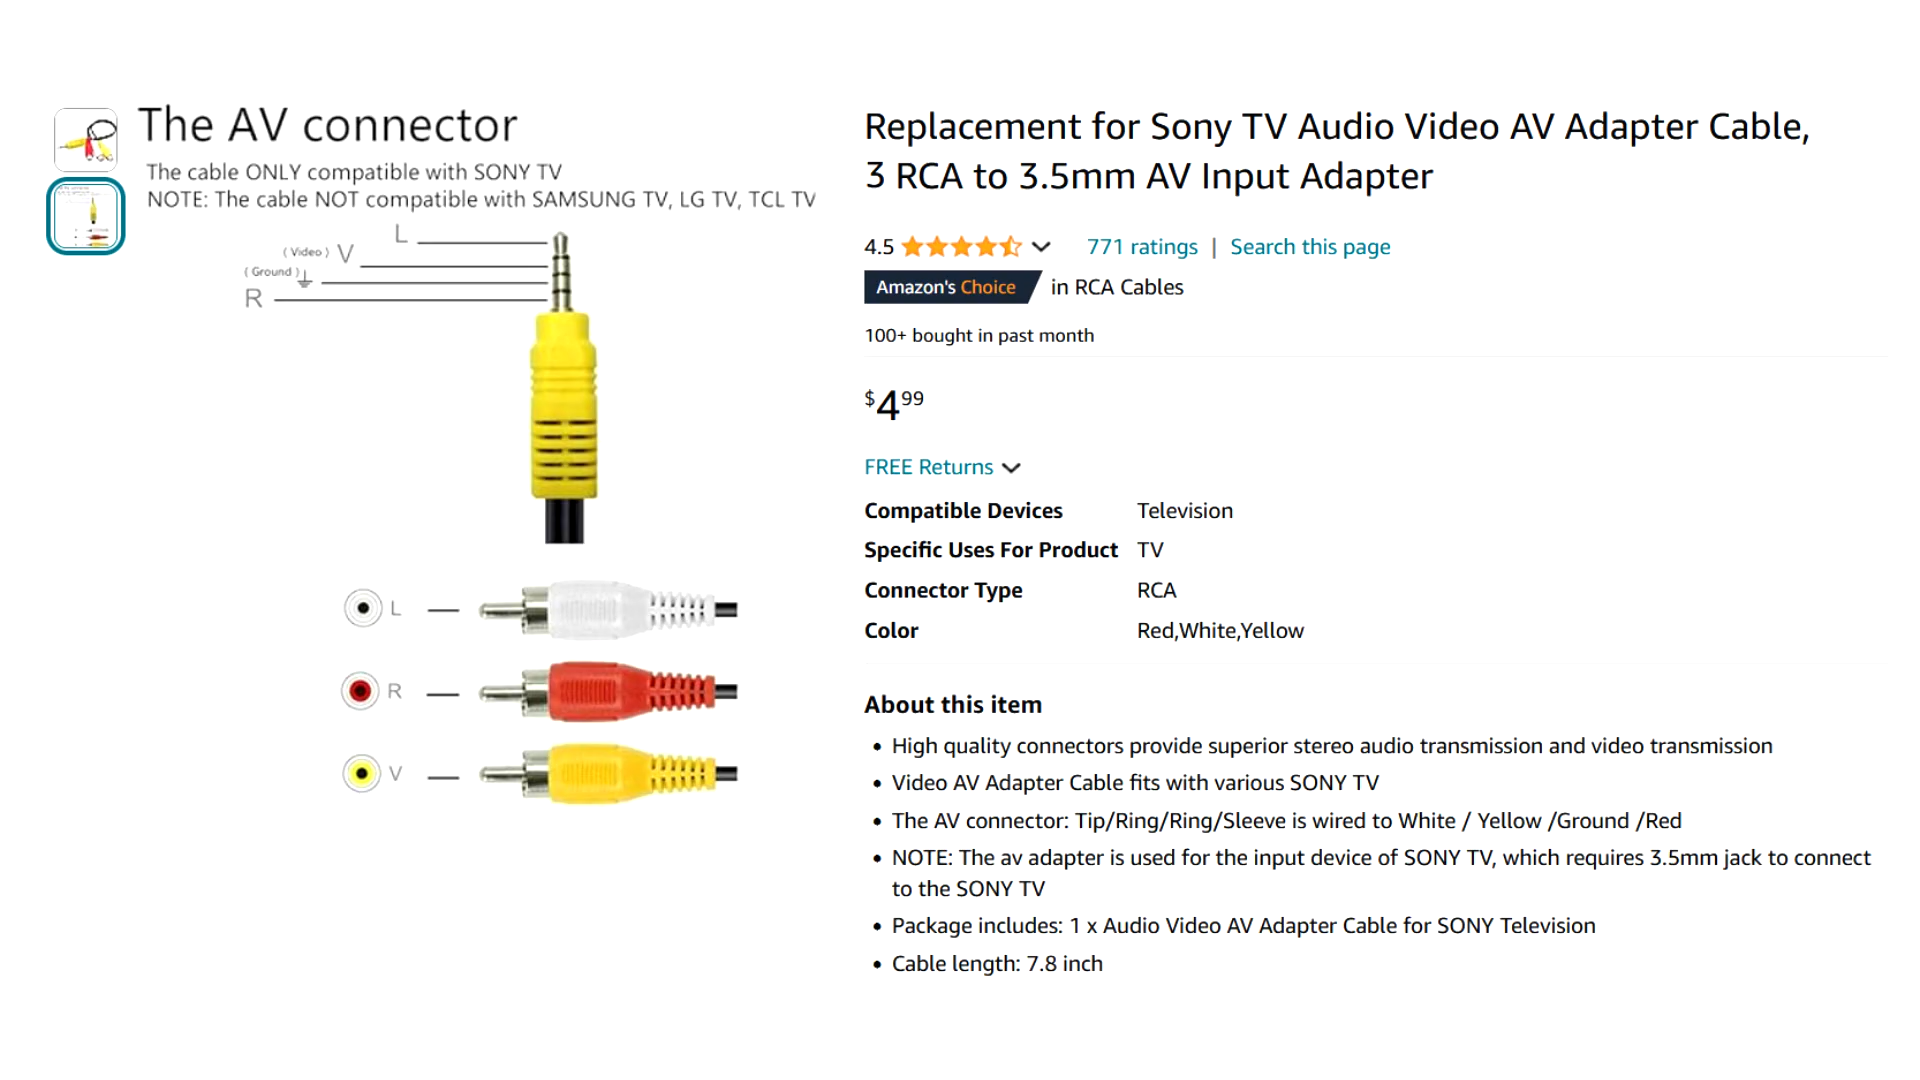 The AV connector
The cable ONLY compatible with SONY TV
NOTE: The cable NOT compatible with SAMSUNG TV, LG TV, TCL TV
L
(Video) V
(Ground)
R
L
R
V
Replacement for Sony TV Audio Video AV Adapter Cable,
3 RCA to 3.5mm AV Input Adapter
4.5 771 ratings | Search this page
Amazon's Choice in RCA Cables
100+ bought in past month
$4.99
FREE Returns
Compatible Devices Television
Specific Uses For Product TV
Connector Type RCA
Color Red,White,Yellow
About this item
• High quality connectors provide superior stereo audio transmission and video transmission
• Video AV Adapter Cable fits with various SONY TV
• The AV connector: Tip/Ring/Ring/Sleeve is wired to White / Yellow /Ground /Red
• NOTE: The av adapter is used for the input device of SONY TV, which requires 3.5mm jack to connect
to the SONY TV
• Package includes: 1 x Audio Video AV Adapter Cable for SONY Television
• Cable length: 7.8 inch